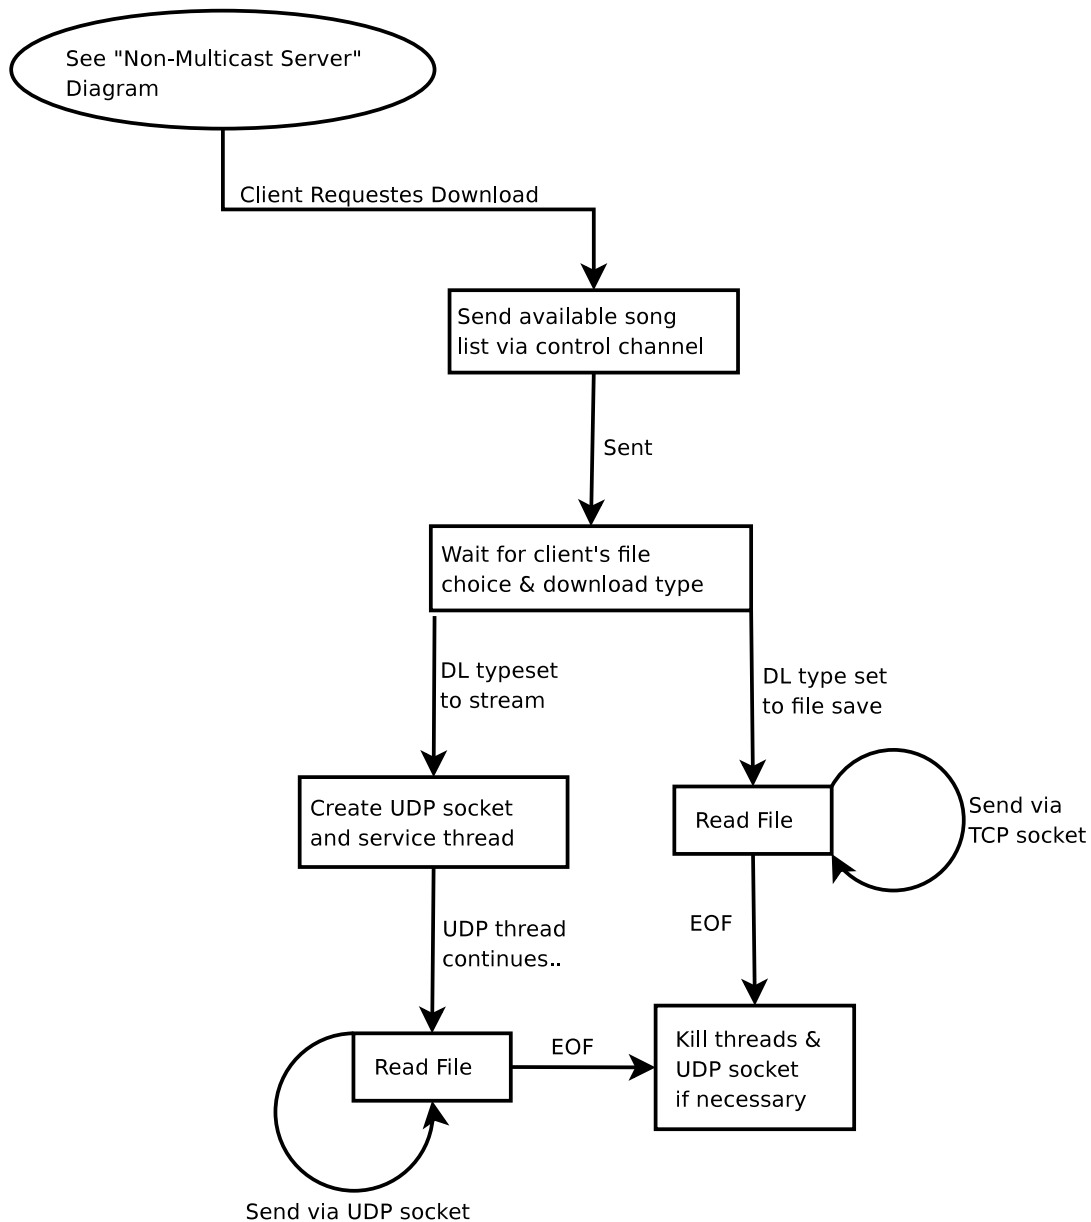 See "Non-Multicast Server"
Diagram
Client Requestes Download
Send available song
list via control channel
Sent
Wait for client's file
choice & download type
DL typeset
to stream
DL type set
to file save
Create UDP socket
and service thread
Read File
Send via
TCP socket
UDP thread
continues..
EOF
Read File
EOF
Kill threads &
UDP socket
if necessary
Send via UDP socket